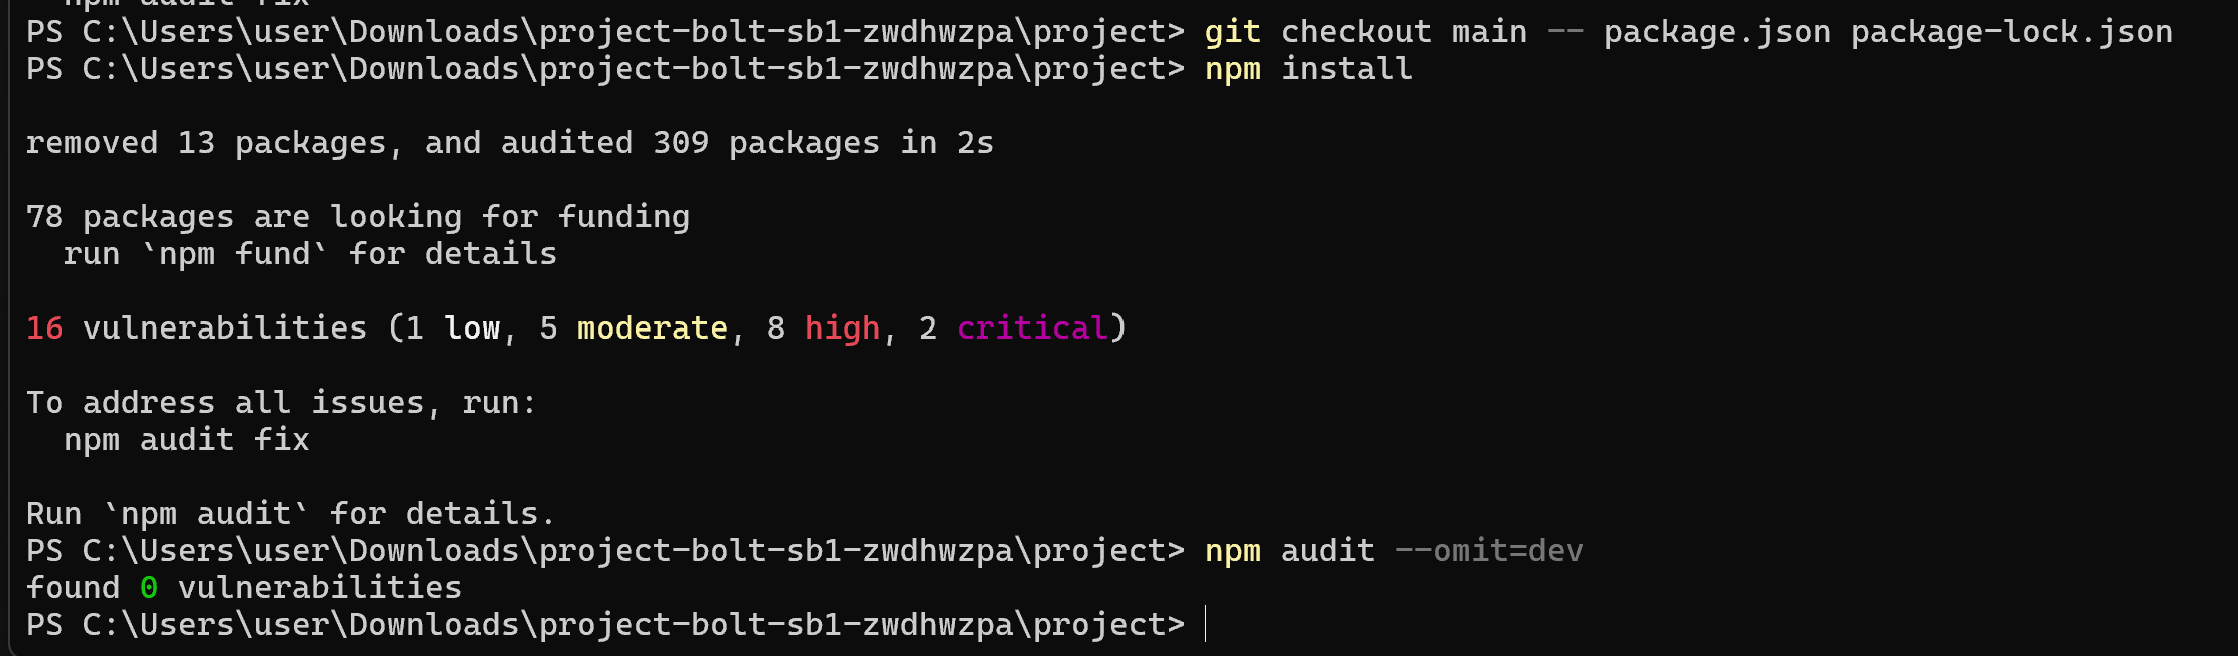 npm audit fix
PS C:\Users\user\Downloads\project-bolt-sb1-zwdhwzpa\project> git checkout main -- package.json package-lock.json
PS C:\Users\user\Downloads\project-bolt-sb1-zwdhwzpa\project> npm install
removed 13 packages, and audited 309 packages in 2s
78 packages are looking for funding
  run `npm fund` for details
16 vulnerabilities (1 low, 5 moderate, 8 high, 2 critical)
To address all issues, run:
  npm audit fix
Run `npm audit` for details.
PS C:\Users\user\Downloads\project-bolt-sb1-zwdhwzpa\project> npm audit --omit=dev
found 0 vulnerabilities
PS C:\Users\user\Downloads\project-bolt-sb1-zwdhwzpa\project>